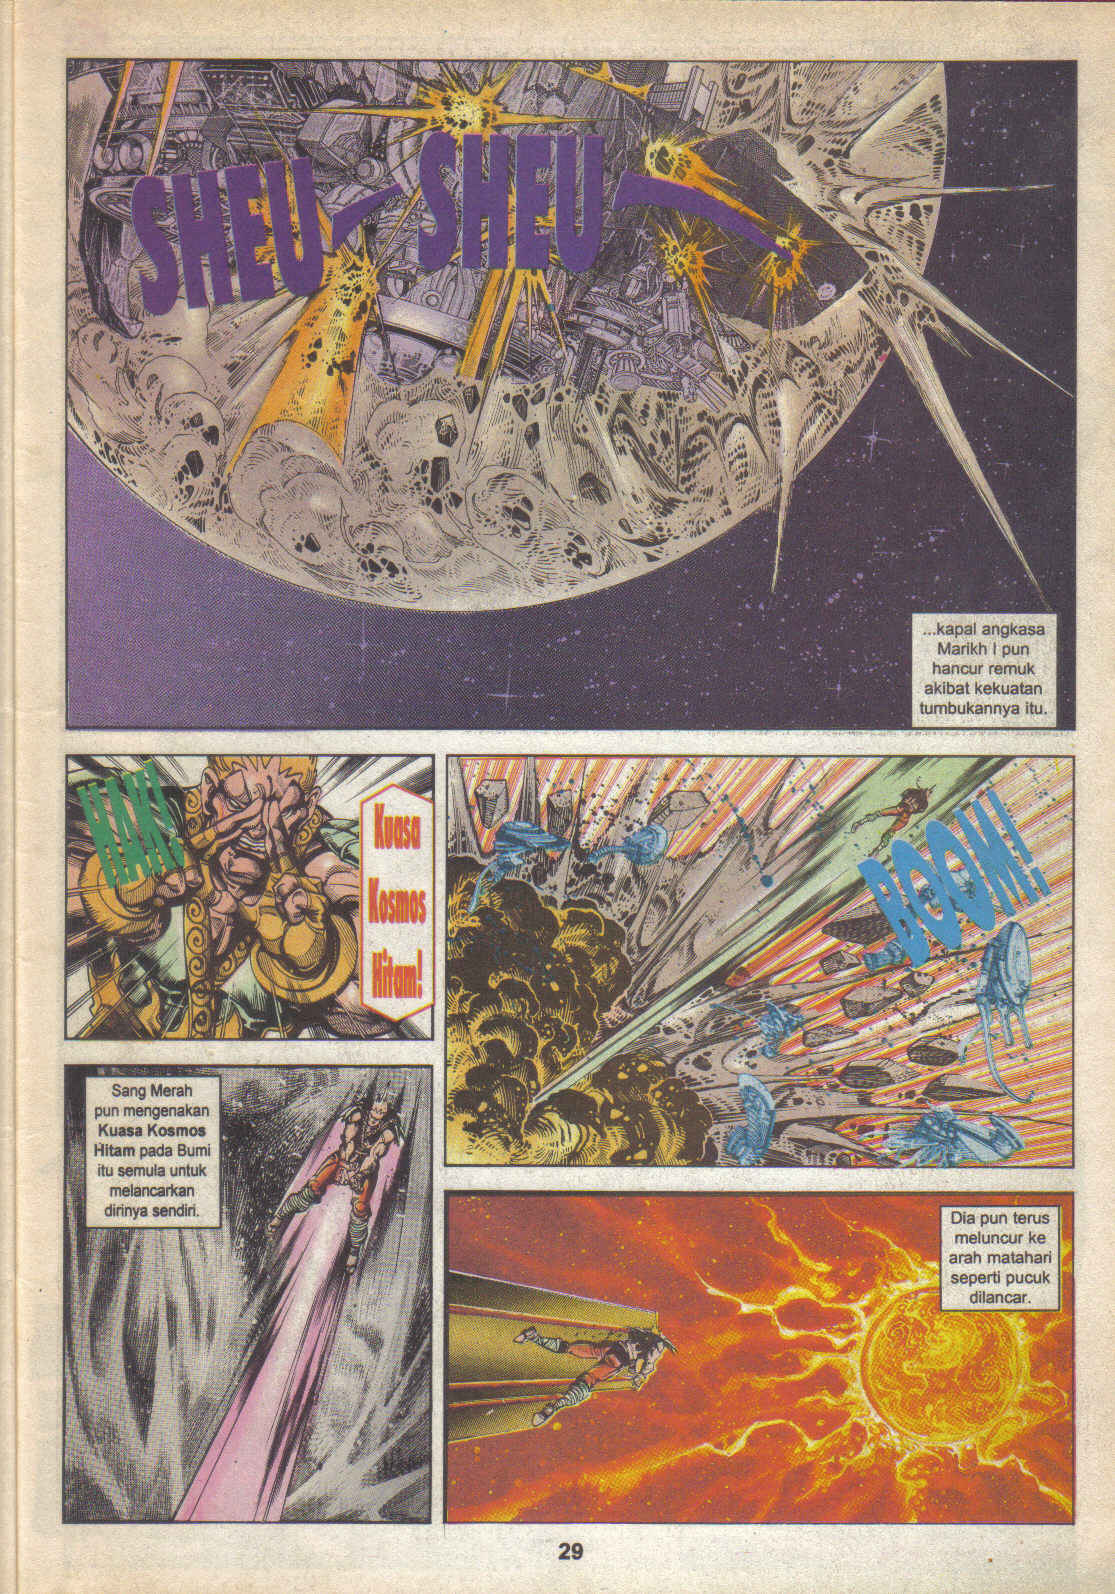 SHEU SHEU
...kapal angkasa
Marikh I pun
hancur remuk
akibat kekuatan
tumbukannya itu.
HAK!
Kuasa
Kosmos
Hitam!
BOOM!
Sang Merah
pun mengenakan
Kuasa Kosmos
Hitam pada Bumi
itu semula untuk
melancarkan
dirinya sendiri.
Dia pun terus
meluncur ke
arah matahari
seperti pucuk
dilancar.
29